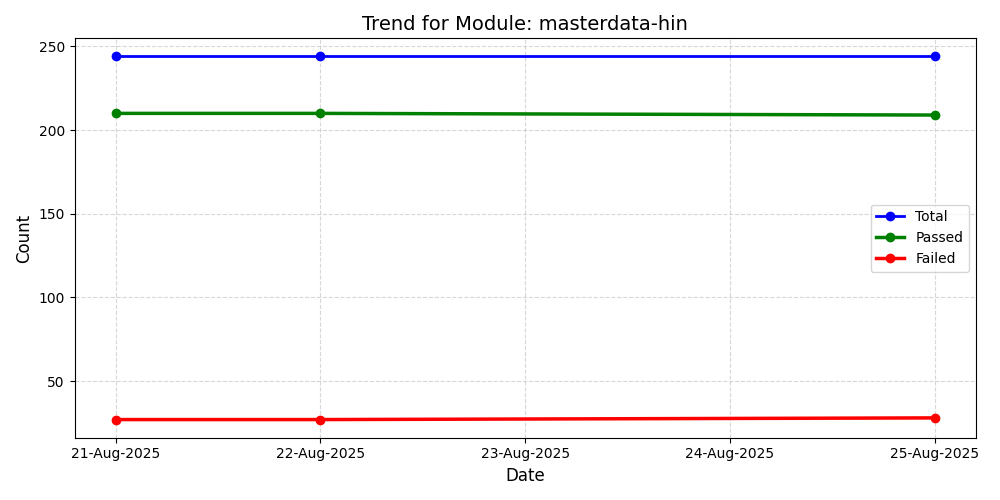 Trend for Module: masterdata-hin
250
200
150
100
50
Count
Total
Passed
Failed
21-Aug-2025
22-Aug-2025
23-Aug-2025
24-Aug-2025
25-Aug-2025
Date